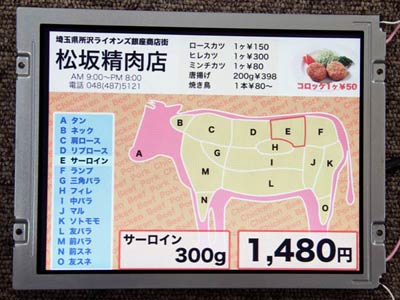 埼玉県所沢ライオンズ銀座商店街
松坂精肉店
AM 9:00〜PM 8:00
電話 048(487)5121
ロースカツ 1ヶ¥150
ヒレカツ 1ヶ¥300
ミンチカツ 1ヶ¥80
唐揚げ 200g¥398
焼き鳥 1本¥80〜
コロッケ1ヶ¥50
A タン
B ネック
C 肩ロース
D リブロース
E サーロイン
F ランプ
G 三角バラ
H フィレ
I 中バラ
J マル
K ソトモモ
L 友バラ
M 前バラ
N 前スネ
O 友スネ
A
B
C
D
E
F
G
H
I
J
K
L
M
N
O
サーロイン
300g
1,480円